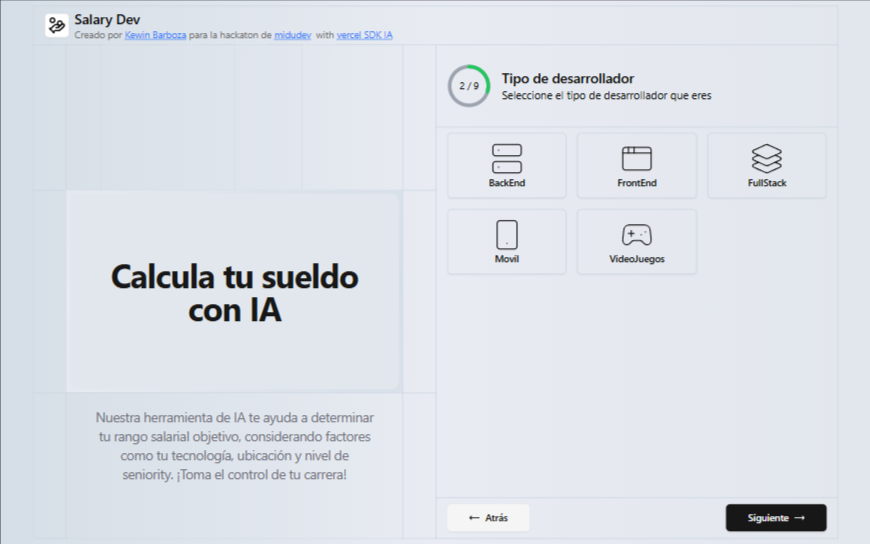 Salary Dev
Creado por Kewin Barboza para la hackaton de midudev with vercel SDK IA
Calcula tu sueldo
con IA
Nuestra herramienta de IA te ayuda a determinar
tu rango salarial objetivo, considerando factores
como tu tecnología, ubicación y nivel de
seniority. ¡Toma el control de tu carrera!
2 / 9
Tipo de desarrollador
Seleccione el tipo de desarrollador que eres
BackEnd
FrontEnd
FullStack
Movil
VideoJuegos
← Atrás
Siguiente →